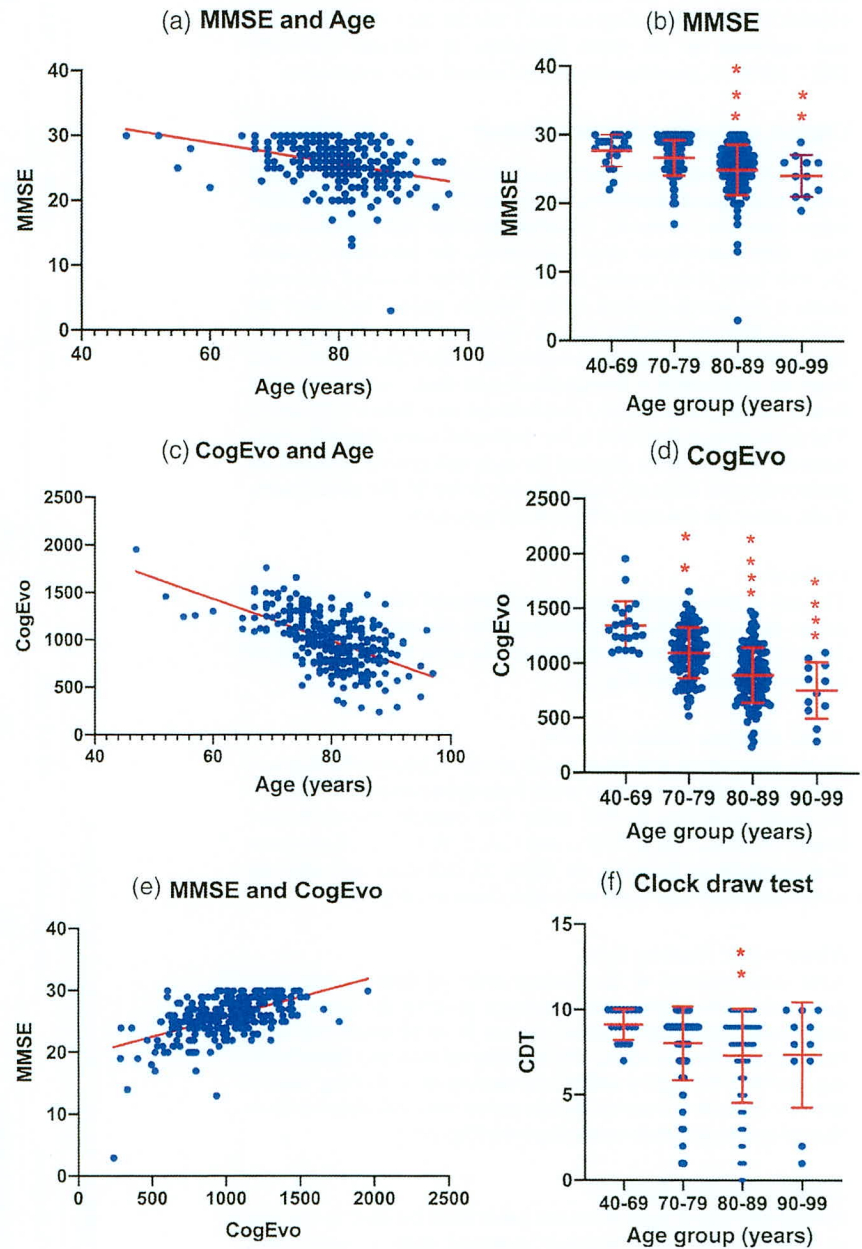 (a) MMSE and Age
40
30
20
10
0
MMSE
40 60 80 100
Age (years)
(b) MMSE
40
30
20
10
0
MMSE
* * *
* *
40-69 70-79 80-89 90-99
Age group (years)
(c) CogEvo and Age
2500
2000
1500
1000
500
0
CogEvo
40 60 80 100
Age (years)
(d) CogEvo
2500
2000
1500
1000
500
0
CogEvo
* *
* * * *
* * * *
40-69 70-79 80-89 90-99
Age group (years)
(e) MMSE and CogEvo
40
30
20
10
0
MMSE
0 500 1000 1500 2000 2500
CogEvo
(f) Clock draw test
15
10
5
0
CDT
* *
40-69 70-79 80-89 90-99
Age group (years)